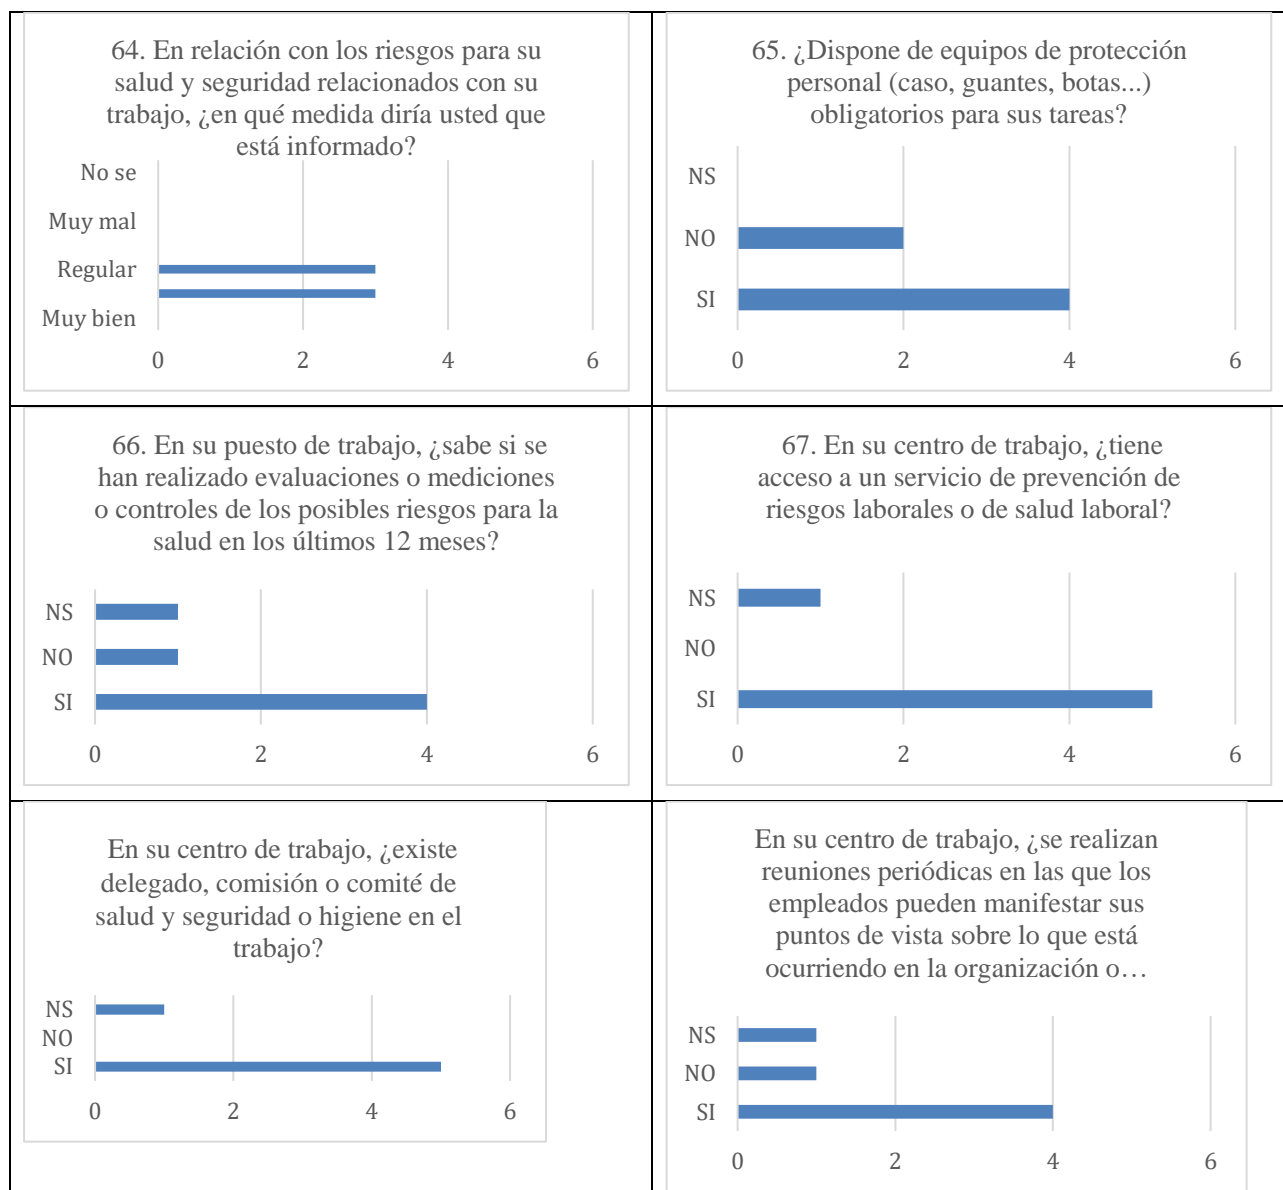 64. En relación con los riesgos para su
salud y seguridad relacionados con su
trabajo, ¿en qué medida diría usted que
está informado?
No se
Muy mal
Regular
Muy bien
0 2 4 6
65. ¿Dispone de equipos de protección
personal (caso, guantes, botas...)
obligatorios para sus tareas?
NS
NO
SI
0 2 4 6
66. En su puesto de trabajo, ¿sabe si se
han realizado evaluaciones o mediciones
o controles de los posibles riesgos para la
salud en los últimos 12 meses?
NS
NO
SI
0 2 4 6
67. En su centro de trabajo, ¿tiene
acceso a un servicio de prevención de
riesgos laborales o de salud laboral?
NS
NO
SI
0 2 4 6
En su centro de trabajo, ¿existe
delegado, comisión o comité de
salud y seguridad o higiene en el
trabajo?
NS
NO
SI
0 2 4 6
En su centro de trabajo, ¿se realizan
reuniones periódicas en las que los
empleados pueden manifestar sus
puntos de vista sobre lo que está
ocurriendo en la organización o…
NS
NO
SI
0 2 4 6